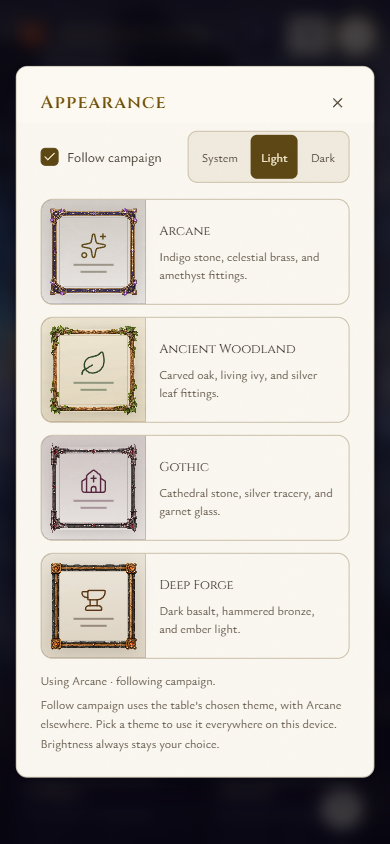 Appearance
Follow campaign
System
Light
Dark
Arcane
Indigo stone, celestial brass, and
amethyst fittings.
Ancient Woodland
Carved oak, living ivy, and silver
leaf fittings.
Gothic
Cathedral stone, silver tracery, and
garnet glass.
Deep Forge
Dark basalt, hammered bronze,
and ember light.
Using Arcane · following campaign.
Follow campaign uses the table's chosen theme, with Arcane
elsewhere. Pick a theme to use it everywhere on this device.
Brightness always stays your choice.